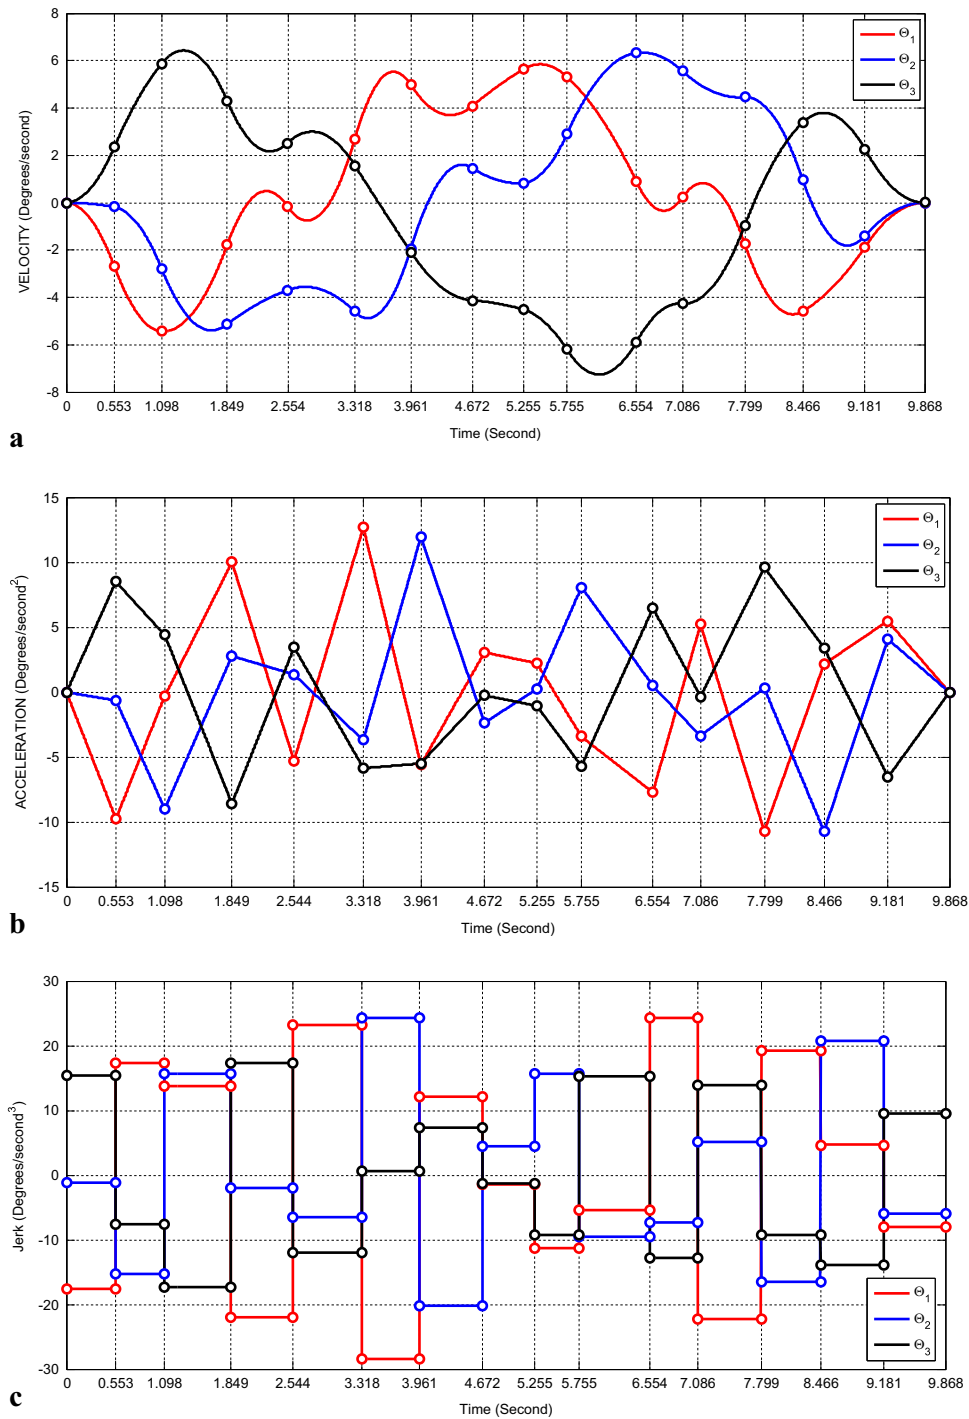 8
6
4
2
0
-2
-4
-6
-8
VELOCITY (Degrees/second)
Θ1
Θ2
Θ3
0 0.553 1.098 1.849 2.554 3.318 3.961 4.672 5.255 5.755 6.554 7.086 7.799 8.466 9.181 9.868
Time (Second)
a
15
10
5
0
-5
-10
-15
ACCELERATION (Degrees/second²)
Θ1
Θ2
Θ3
0 0.553 1.098 1.849 2.544 3.318 3.961 4.672 5.255 5.755 6.554 7.086 7.799 8.466 9.181 9.868
Time (Second)
b
30
20
10
0
-10
-20
-30
Jerk (Degrees/second³)
Θ1
Θ2
Θ3
0 0.553 1.098 1.849 2.544 3.318 3.961 4.672 5.255 5.755 6.554 7.086 7.799 8.466 9.181 9.868
Time (Second)
c